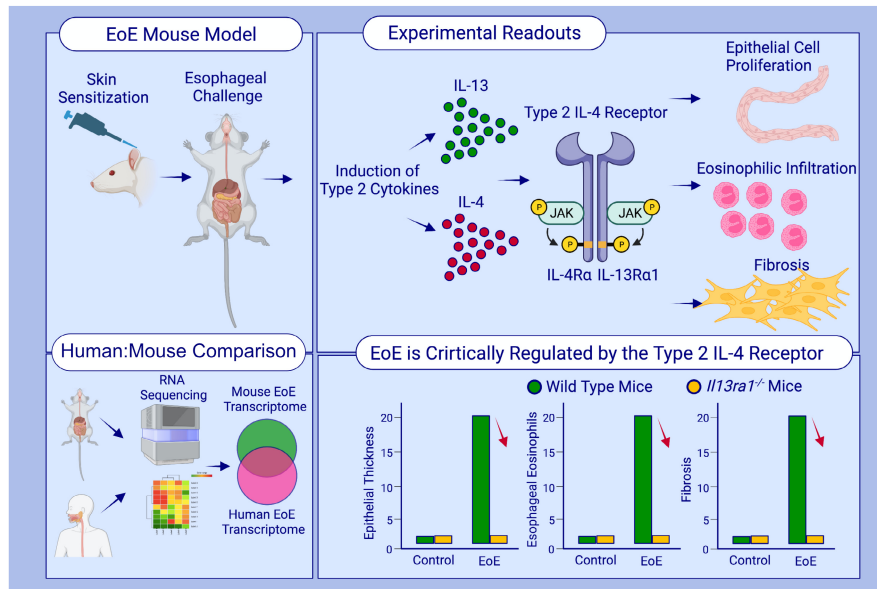 EoE Mouse Model
Skin
Sensitization
Esophageal
Challenge
Experimental Readouts
Induction of
Type 2 Cytokines
IL-13
IL-4
Type 2 IL-4 Receptor
P
JAK
JAK
P
P
P
IL-4Rα
IL-13Rα1
Epithelial Cell
Proliferation
Eosinophilic Infiltration
Fibrosis
Human:Mouse Comparison
RNA
Sequencing
Mouse EoE
Transcriptome
Human EoE
Transcriptome
EoE is Crirtically Regulated by the Type 2 IL-4 Receptor
Wild Type Mice
Il13ra1-/- Mice
Epithelial Thickness
20
15
10
5
0
Control
EoE
Esophageal Eosinophils
20
15
10
5
0
Control
EoE
Fibrosis
20
15
10
5
0
Control
EoE